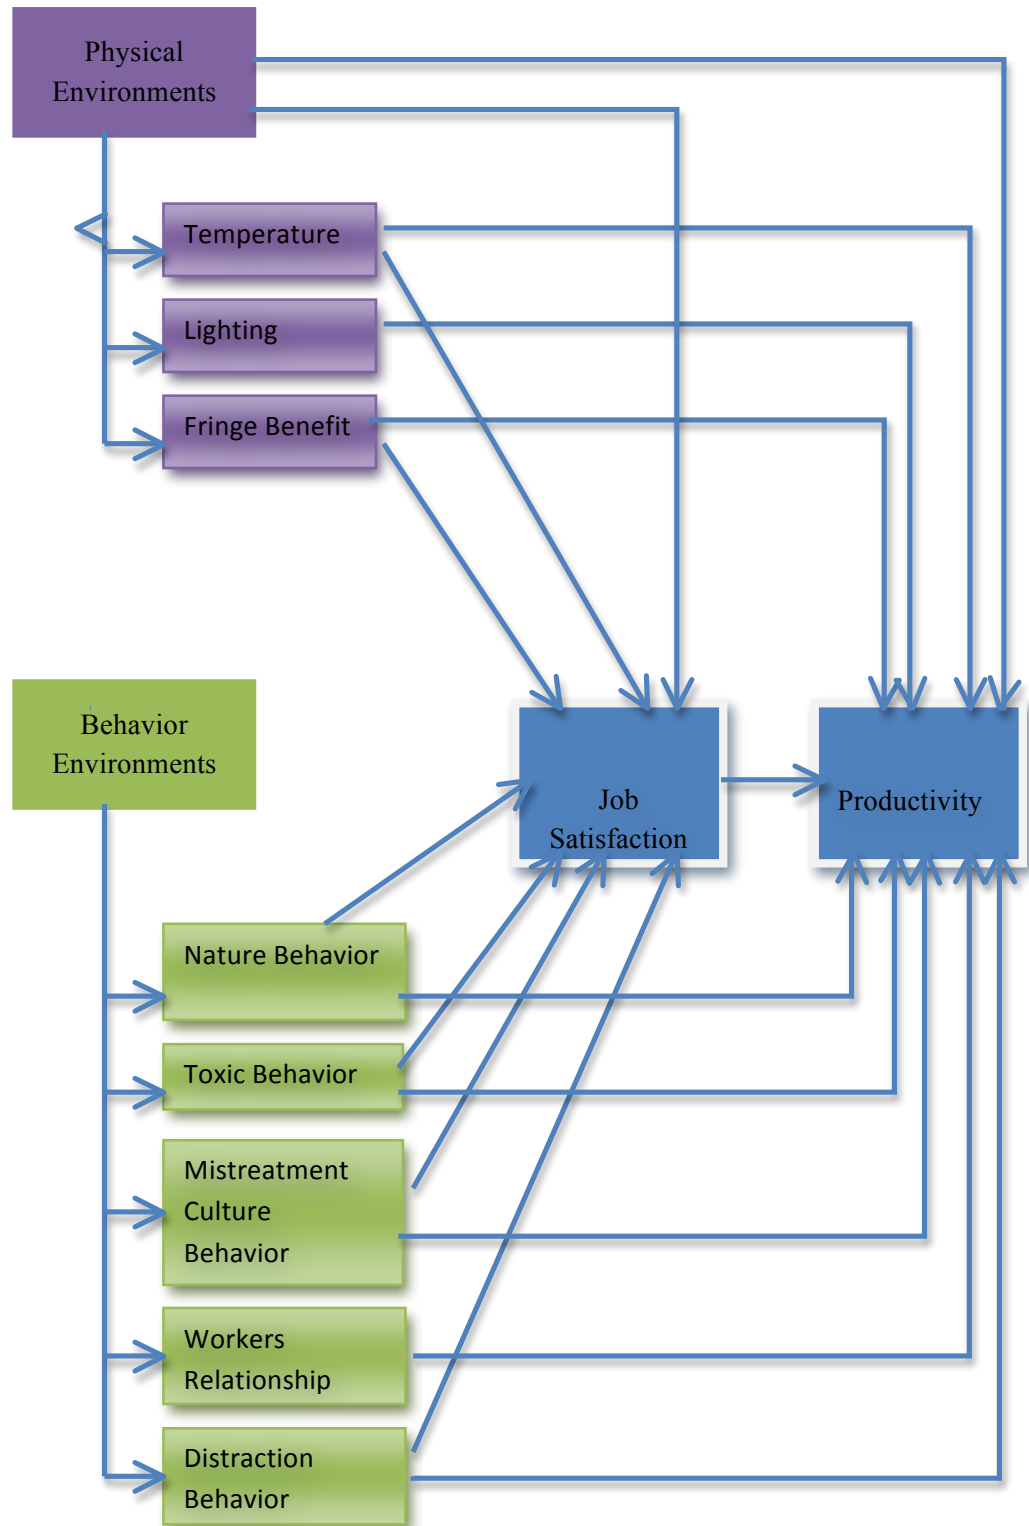 Physical
Environments
Temperature
Lighting
Fringe Benefit
Behavior
Environments
Job
Satisfaction
Productivity
Nature Behavior
Toxic Behavior
Mistreatment
Culture
Behavior
Workers
Relationship
Distraction
Behavior